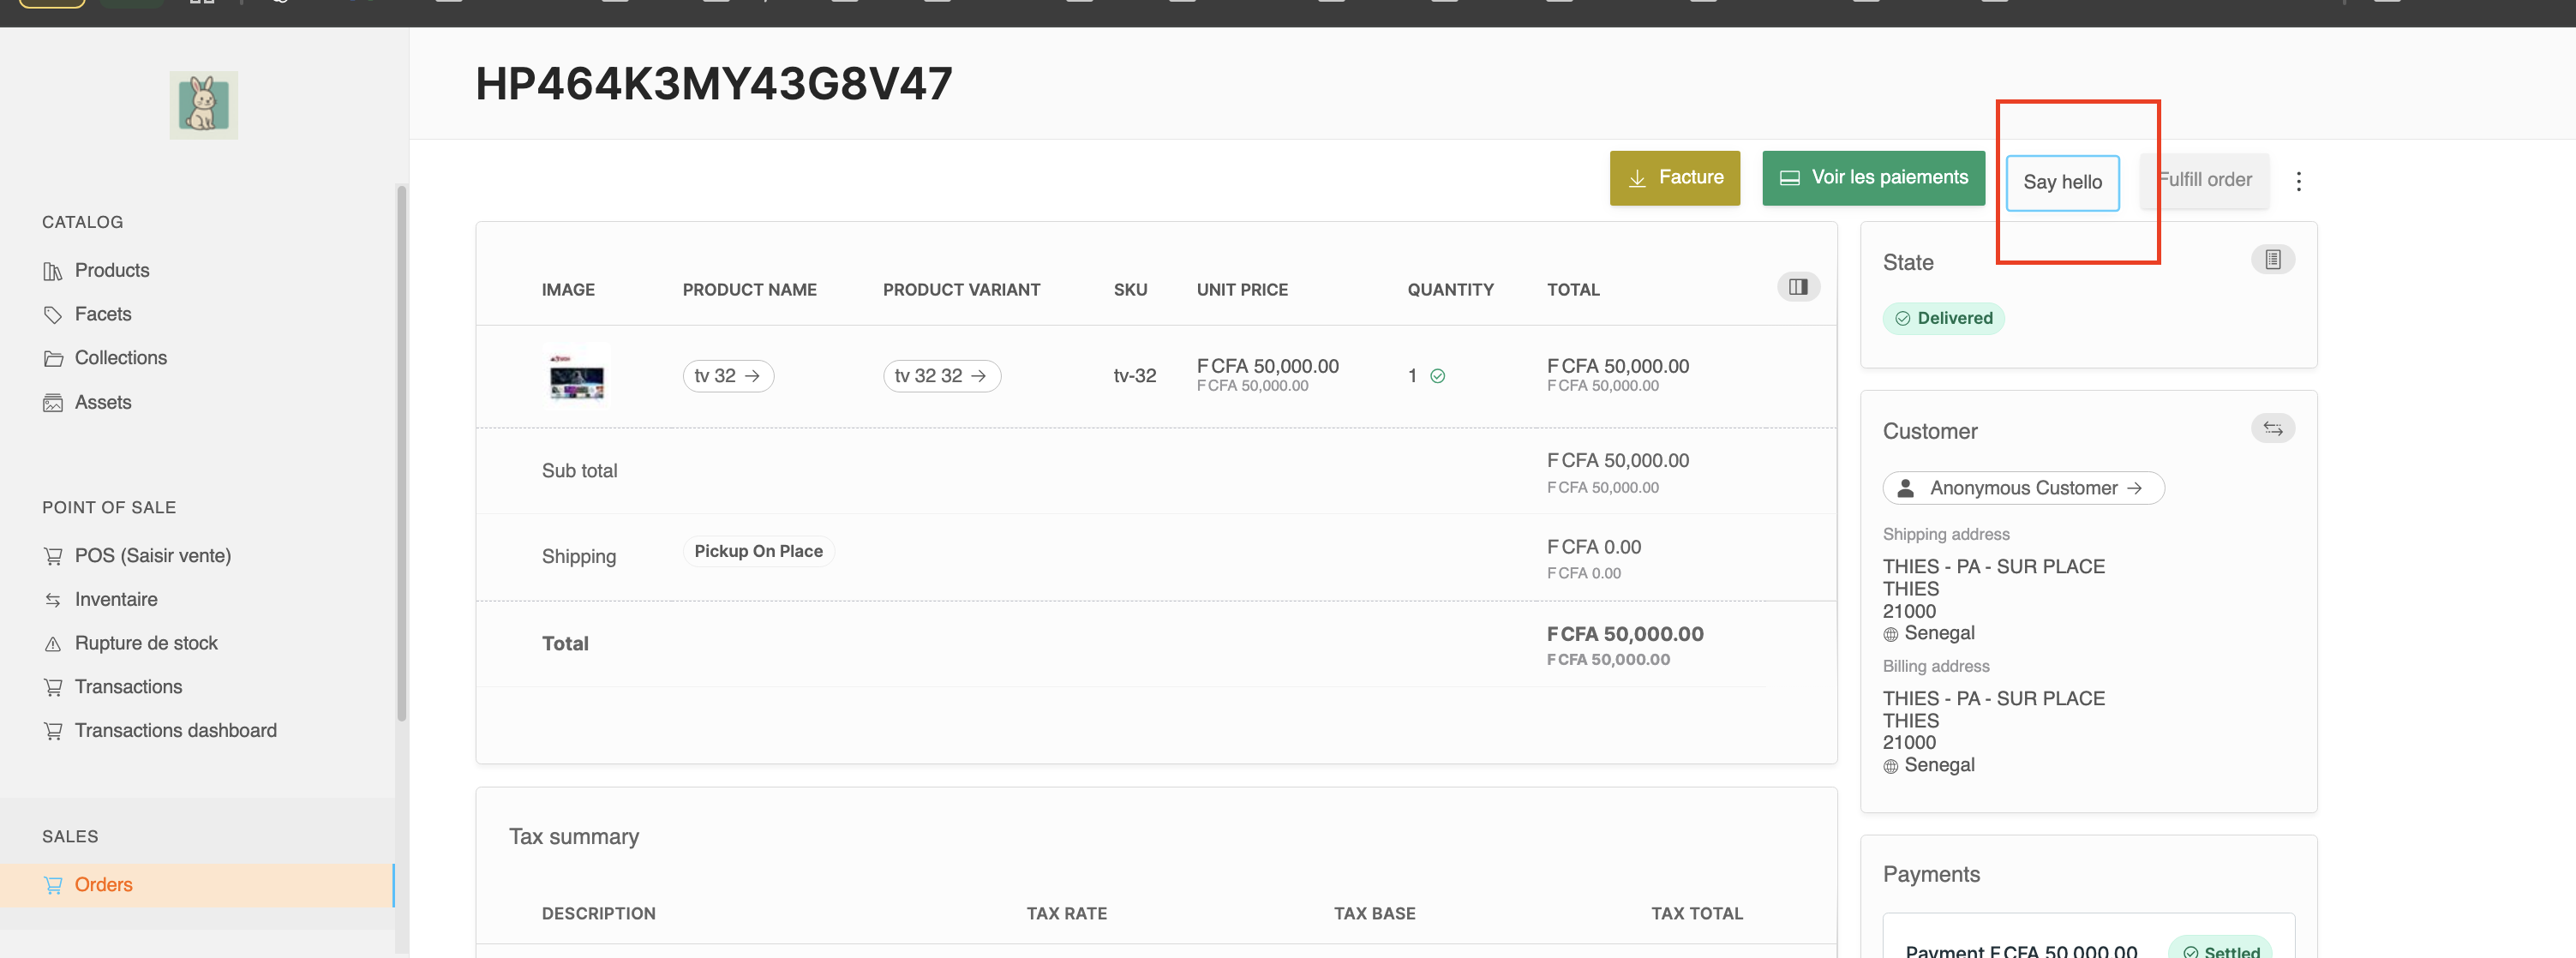 HP464K3MY43G8V47
Facture
Voir les paiements
Say hello
Fulfill order
CATALOG
Products
Facets
Collections
Assets
POINT OF SALE
POS (Saisir vente)
Inventaire
Rupture de stock
Transactions
Transactions dashboard
SALES
Orders
IMAGE PRODUCT NAME PRODUCT VARIANT SKU UNIT PRICE QUANTITY TOTAL
tv 32 tv 32 32 tv-32 F CFA 50,000.00 1 F CFA 50,000.00
F CFA 50,000.00 F CFA 50,000.00
Sub total F CFA 50,000.00
F CFA 50,000.00
Shipping Pickup On Place F CFA 0.00
F CFA 0.00
Total F CFA 50,000.00
F CFA 50,000.00
Tax summary
DESCRIPTION TAX RATE TAX BASE TAX TOTAL
State
Delivered
Customer
Anonymous Customer
Shipping address
THIES - PA - SUR PLACE
THIES
21000
Senegal
Billing address
THIES - PA - SUR PLACE
THIES
21000
Senegal
Payments
Payment F CFA 50,000.00 Settled